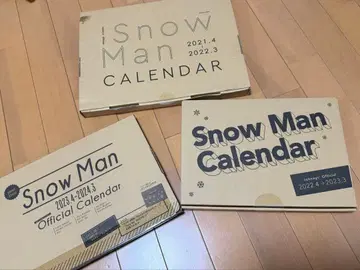 Snow
Man
2021.4
2022.3
CALENDAR
Snow Man
Calendar
2022.4 > 2023.3
Snow Man
2023.4-2024.3
Official Calendar